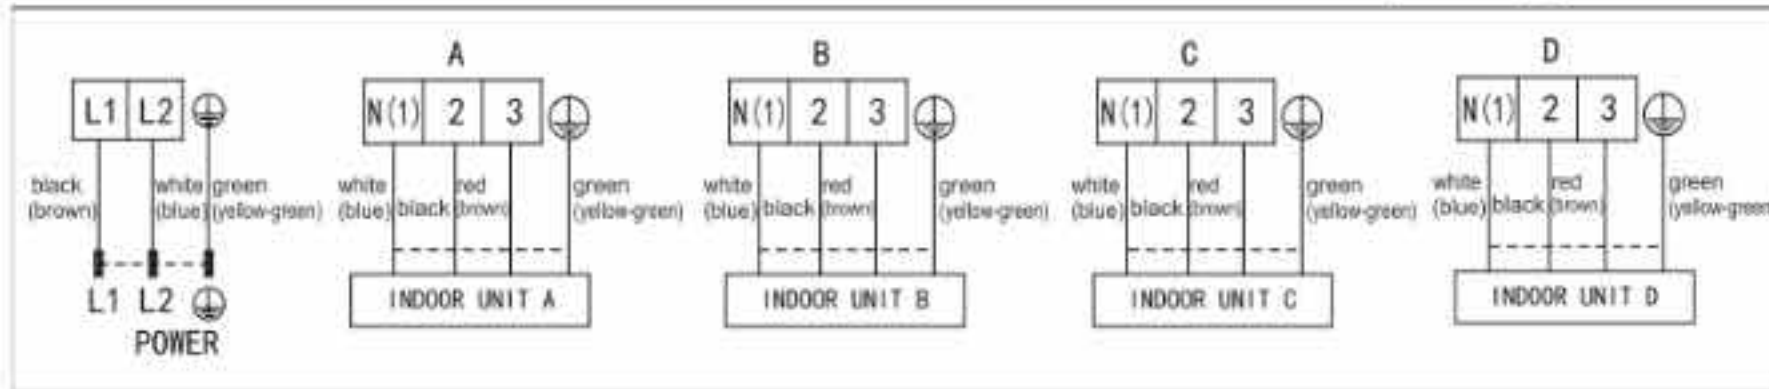 A B C D
L1 L2
N(1) 2 3
N(1) 2 3
N(1) 2 3
N(1) 2 3
black
(brown)
white
(blue)
green
(yellow-green)
white
(blue)
black
red
(brown)
green
(yellow-green)
white
(blue)
black
red
(brown)
green
(yellow-green)
white
(blue)
black
red
(brown)
green
(yellow-green)
white
(blue)
black
red
(brown)
green
(yellow-green
L1 L2
POWER
INDOOR UNIT A
INDOOR UNIT B
INDOOR UNIT C
INDOOR UNIT D